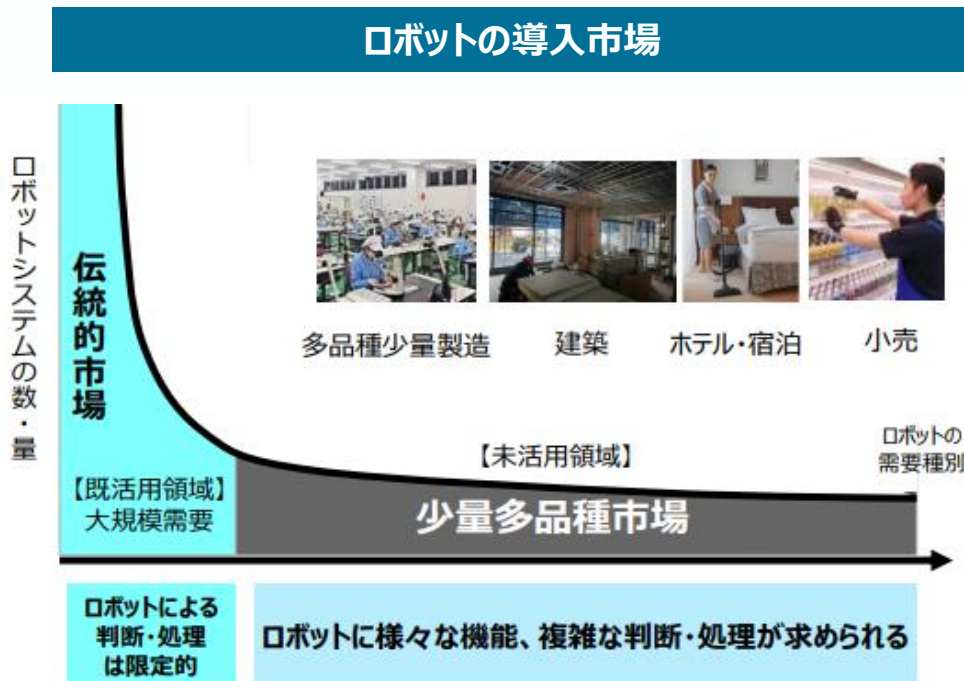 ロボットの導入市場
ロボットシステムの数・量
伝統的市場
多品種少量製造
建築
ホテル・宿泊
小売
【未活用領域】
ロボットの
需要種別
【既活用領域】
大規模需要
少量多品種市場
ロボットによる
判断・処理
は限定的
ロボットに様々な機能、複雑な判断・処理が求められる